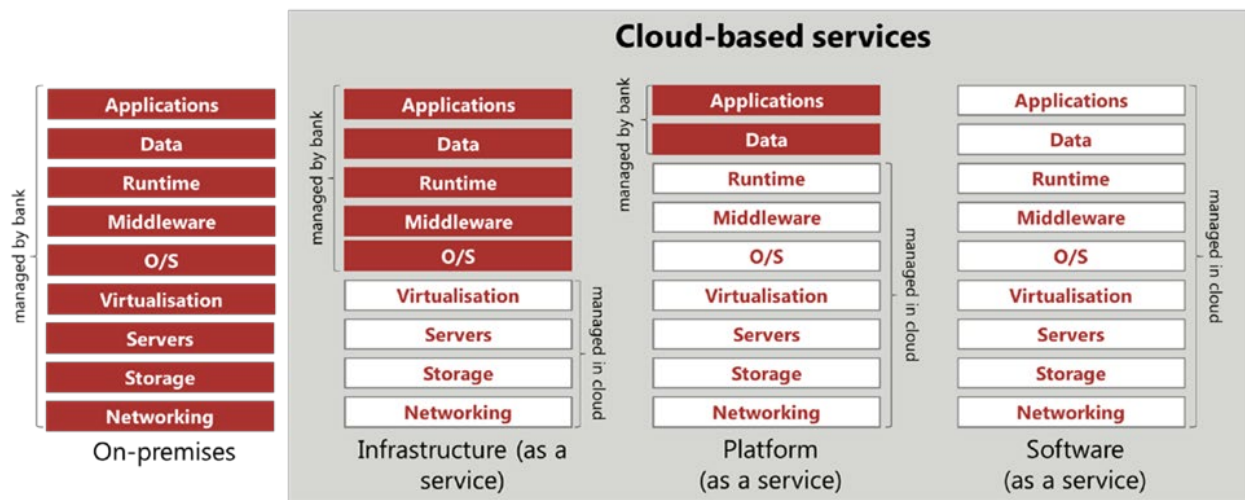 Cloud-based services
managed by bank
Applications
Data
Runtime
Middleware
O/S
Virtualisation
Servers
Storage
Networking
On-premises
managed by bank
Applications
Data
Runtime
Middleware
O/S
Virtualisation
Servers
Storage
Networking
managed in cloud
Infrastructure (as a
service)
managed by bank
Applications
Data
Runtime
Middleware
O/S
Virtualisation
Servers
Storage
Networking
managed in cloud
Platform
(as a service)
Applications
Data
Runtime
Middleware
O/S
Virtualisation
Servers
Storage
Networking
managed in cloud
Software
(as a service)